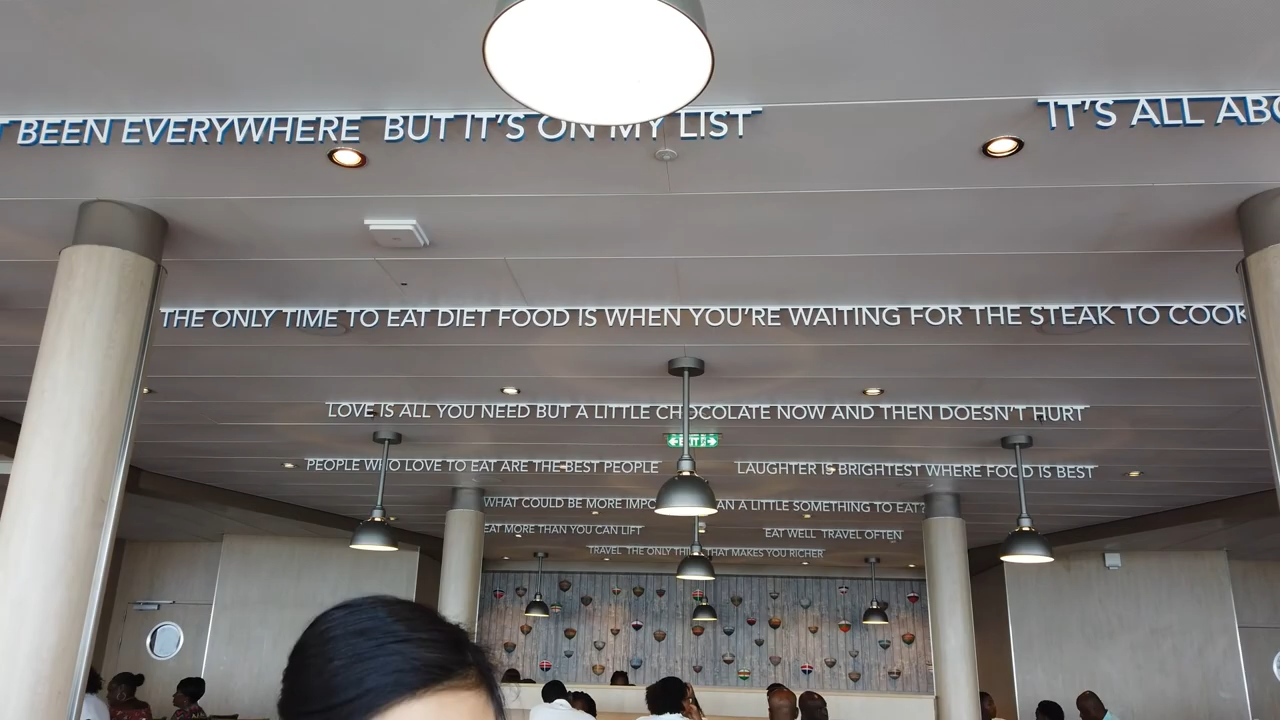 BEEN EVERYWHERE BUT IT'S ON MY LIST
IT'S ALL
THE ONLY TIME TO EAT DIET FOOD IS WHEN YOU'RE WAITING FOR THE STEAK TO COOK
LOVE IS ALL YOU NEED BUT A LITTLE CHOCOLATE NOW AND THEN DOESN'T HURT
EXIT
PEOPLE WHO LOVE TO EAT ARE THE BEST PEOPLE
LAUGHTER IS BRIGHTEST WHERE FOOD IS BEST
WHAT COULD BE MORE A LITTLE SOMETHING TO EAT?
EAT MORE THAN YOU CAN LIFT
EAT WELL TRAVEL OFTEN
TRAVEL THE ONLY THING THAT MAKES YOU RICHER